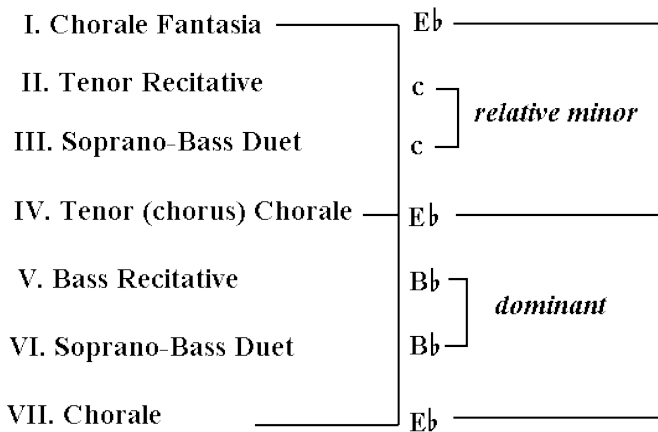 I. Chorale Fantasia E♭
II. Tenor Recitative c
relative minor
III. Soprano-Bass Duet c
IV. Tenor (chorus) Chorale E♭
V. Bass Recitative B♭
dominant
VI. Soprano-Bass Duet B♭
VII. Chorale E♭